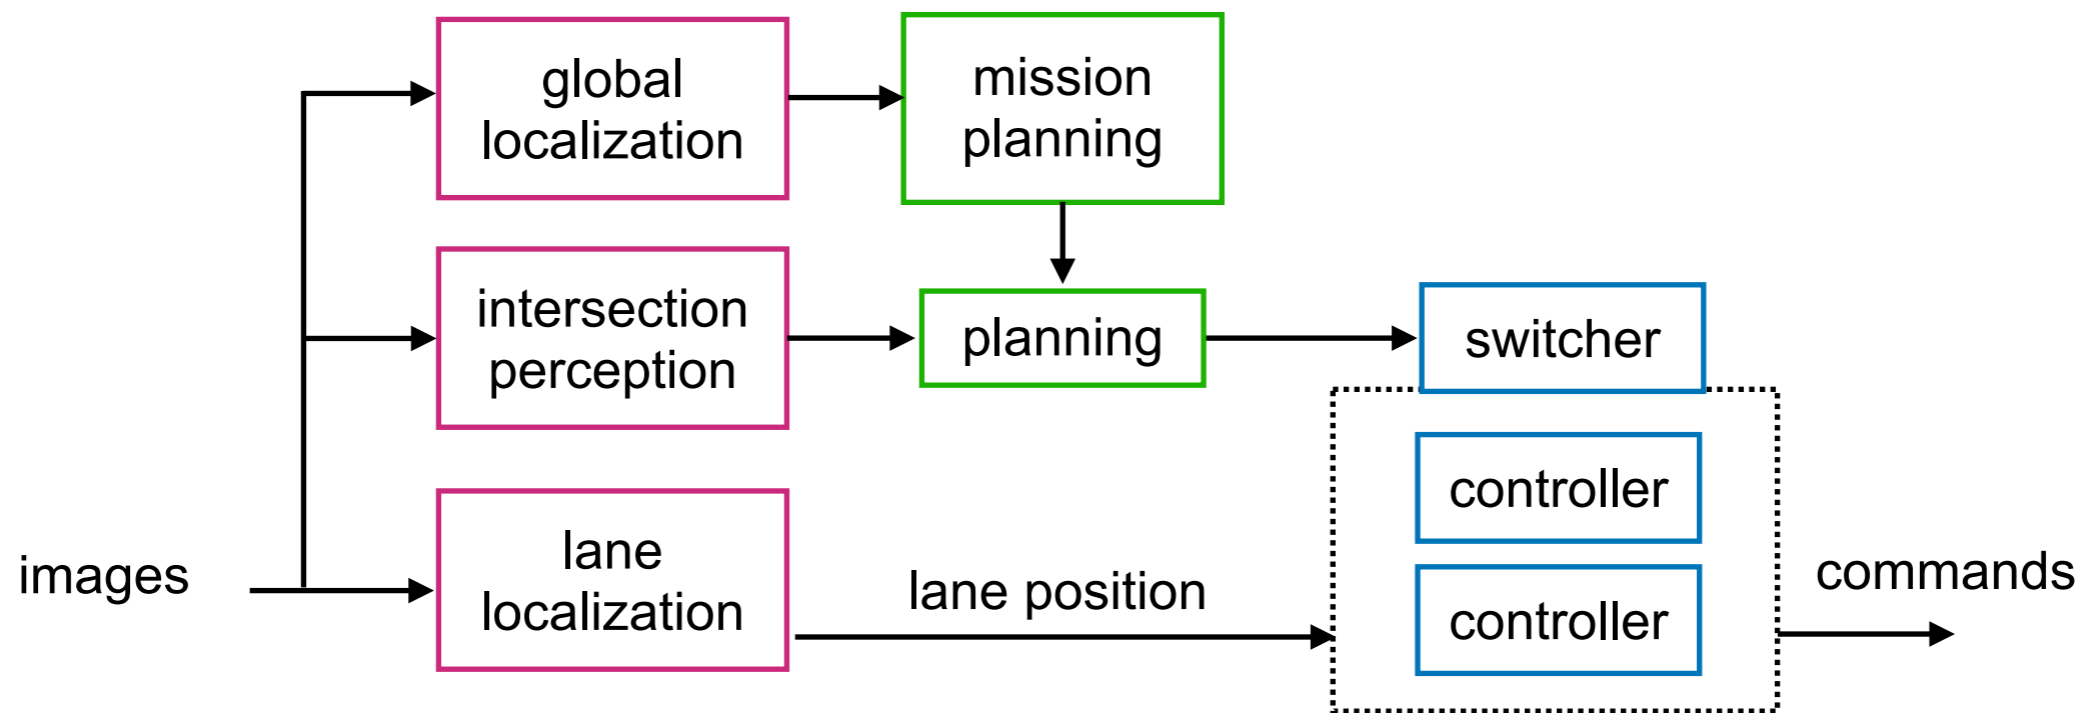 global
localization
mission
planning
intersection
perception
planning
switcher
controller
images
lane
localization
lane position
controller
commands